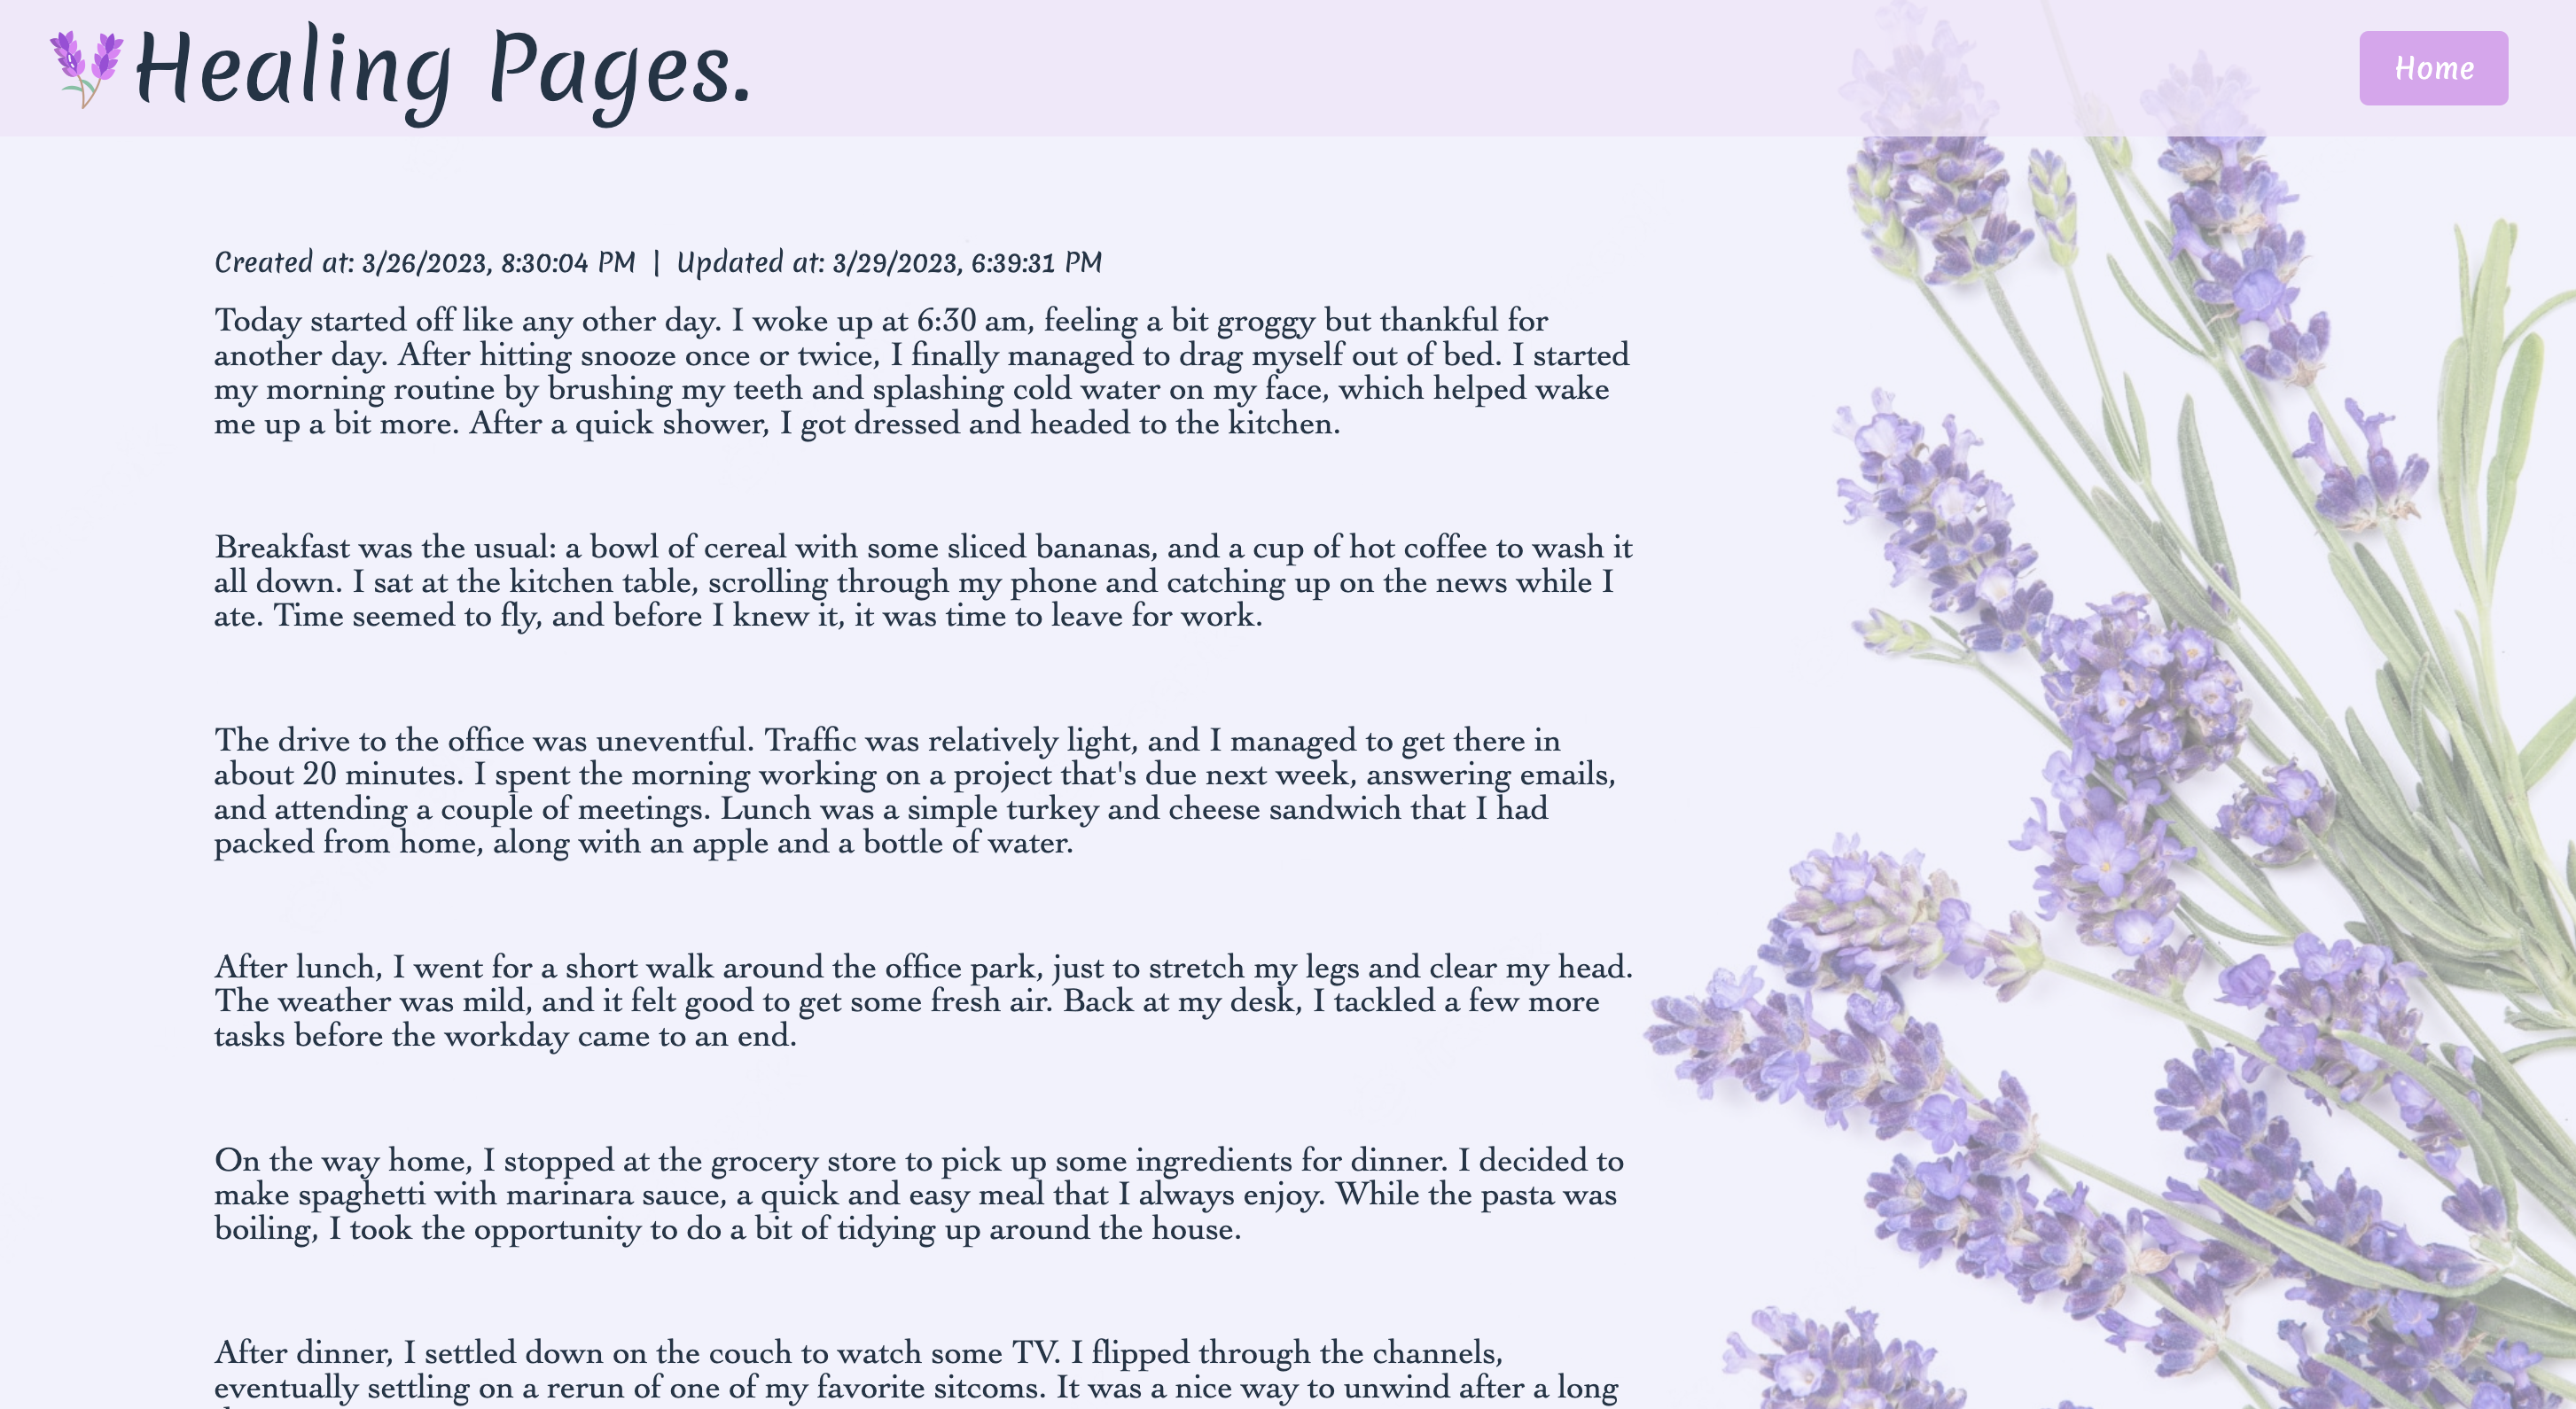 Healing Pages.
Home
Created at: 3/26/2023, 8:30:04 PM | Updated at: 3/29/2023, 6:39:31 PM
Today started off like any other day. I woke up at 6:30 am, feeling a bit groggy but thankful for
another day. After hitting snooze once or twice, I finally managed to drag myself out of bed. I started
my morning routine by brushing my teeth and splashing cold water on my face, which helped wake
me up a bit more. After a quick shower, I got dressed and headed to the kitchen.
Breakfast was the usual: a bowl of cereal with some sliced bananas, and a cup of hot coffee to wash it
all down. I sat at the kitchen table, scrolling through my phone and catching up on the news while I
ate. Time seemed to fly, and before I knew it, it was time to leave for work.
The drive to the office was uneventful. Traffic was relatively light, and I managed to get there in
about 20 minutes. I spent the morning working on a project that's due next week, answering emails,
and attending a couple of meetings. Lunch was a simple turkey and cheese sandwich that I had
packed from home, along with an apple and a bottle of water.
After lunch, I went for a short walk around the office park, just to stretch my legs and clear my head.
The weather was mild, and it felt good to get some fresh air. Back at my desk, I tackled a few more
tasks before the workday came to an end.
On the way home, I stopped at the grocery store to pick up some ingredients for dinner. I decided to
make spaghetti with marinara sauce, a quick and easy meal that I always enjoy. While the pasta was
boiling, I took the opportunity to do a bit of tidying up around the house.
After dinner, I settled down on the couch to watch some TV. I flipped through the channels,
eventually settling on a rerun of one of my favorite sitcoms. It was a nice way to unwind after a long